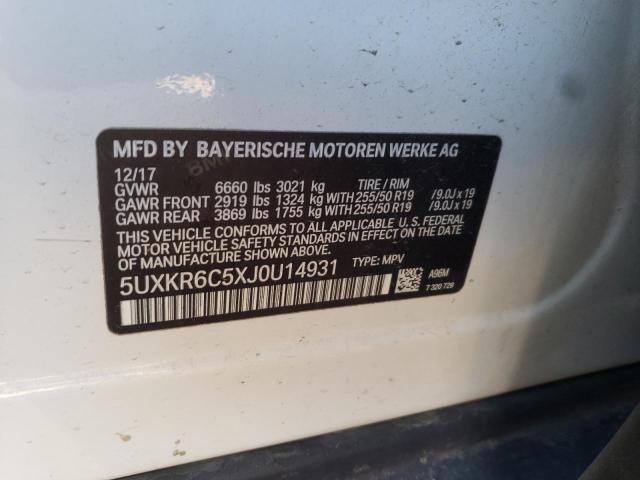 MFD BY BAYERISCHE MOTOREN WERKE AG
12/17
GVWR 6660 lbs 3021 kg TIRE / RIM
GAWR FRONT 2919 lbs 1324 kg WITH 255/50 R19 /9.0J x 19
GAWR REAR 3869 lbs 1755 kg WITH 255/50 R19 /9.0J x 19
THIS VEHICLE CONFORMS TO ALL APPLICABLE U.S. FEDERAL
MOTOR VEHICLE SAFETY STANDARDS IN EFFECT ON THE DATE
OF MANUFACTURE SHOWN ABOVE. TYPE: MPV
5UXKR6C5XJ0U14931
A96M
7 320 728